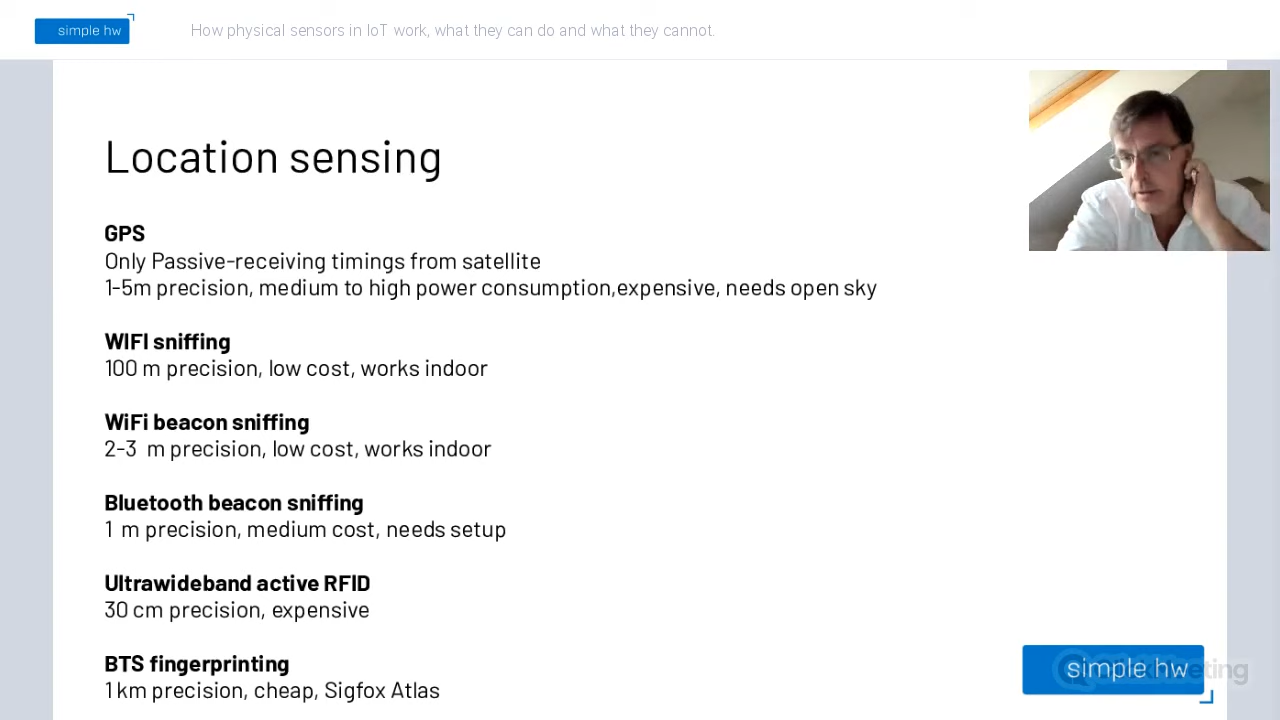 simple hw
How physical sensors in IoT work, what they can do and what they cannot.
Location sensing
GPS
Only Passive-receiving timings from satellite
1-5m precision, medium to high power consumption,expensive, needs open sky
WIFI sniffing
100 m precision, low cost, works indoor
WiFi beacon sniffing
2-3 m precision, low cost, works indoor
Bluetooth beacon sniffing
1 m precision, medium cost, needs setup
Ultrawideband active RFID
30 cm precision, expensive
BTS fingerprinting
1 km precision, cheap, Sigfox Atlas
simple hw